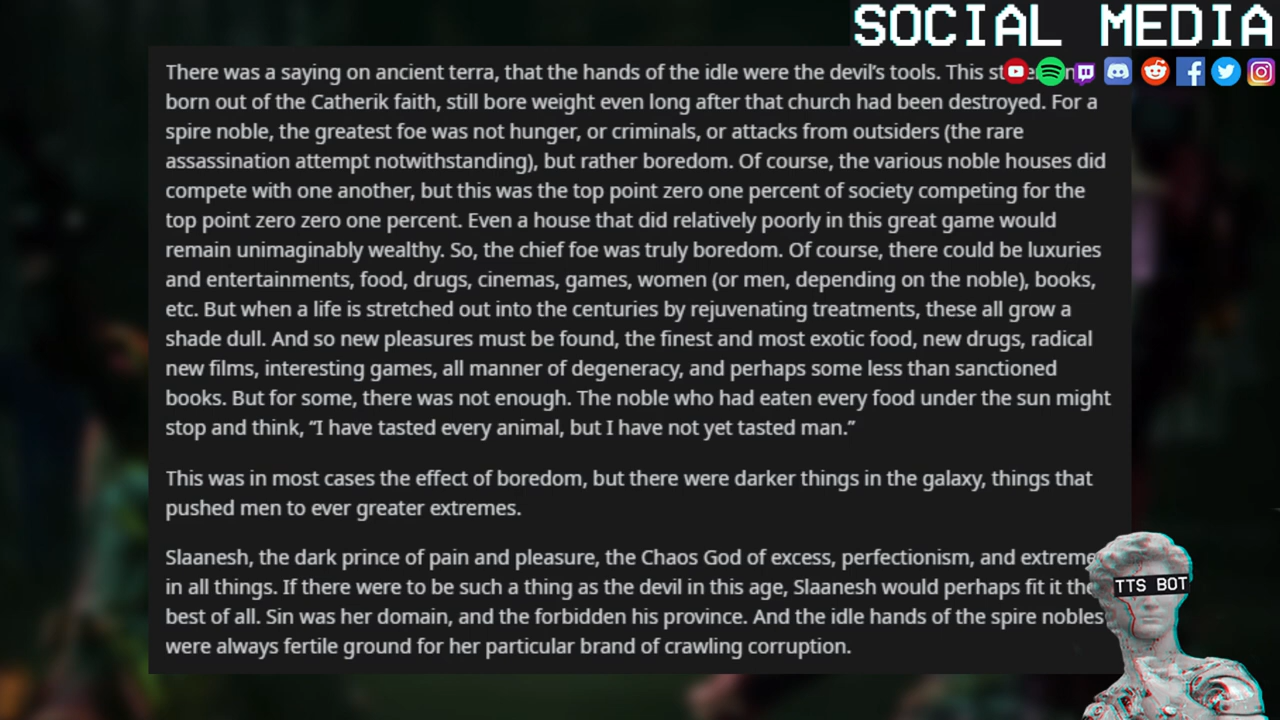 SOCIAL MEDIA
There was a saying on ancient terra, that the hands of the idle were the devil's tools. This
born out of the Catherik faith, still bore weight even long after that church had been destroyed. For a
spire noble, the greatest foe was not hunger, or criminals, or attacks from outsiders (the rare
assassination attempt notwithstanding), but rather boredom. Of course, the various noble houses did
compete with one another, but this was the top point zero one percent of society competing for the
top point zero zero one percent. Even a house that did relatively poorly in this great game would
remain unimaginably wealthy. So, the chief foe was truly boredom. Of course, there could be luxuries
and entertainments, food, drugs, cinemas, games, women (or men, depending on the noble), books,
etc. But when a life is stretched out into the centuries by rejuvenating treatments, these all grow a
shade dull. And so new pleasures must be found, the finest and most exotic food, new drugs, radical
new films, interesting games, all manner of degeneracy, and perhaps some less than sanctioned
books. But for some, there was not enough. The noble who had eaten every food under the sun might
stop and think, “I have tasted every animal, but I have not yet tasted man.”
This was in most cases the effect of boredom, but there were darker things in the galaxy, things that
pushed men to ever greater extremes.
Slaanesh, the dark prince of pain and pleasure, the Chaos God of excess, perfectionism, and extreme
in all things. If there were to be such a thing as the devil in this age, Slaanesh would perhaps fit it the
best of all. Sin was her domain, and the forbidden his province. And the idle hands of the spire nobles
were always fertile ground for her particular brand of crawling corruption.
TTS BOT